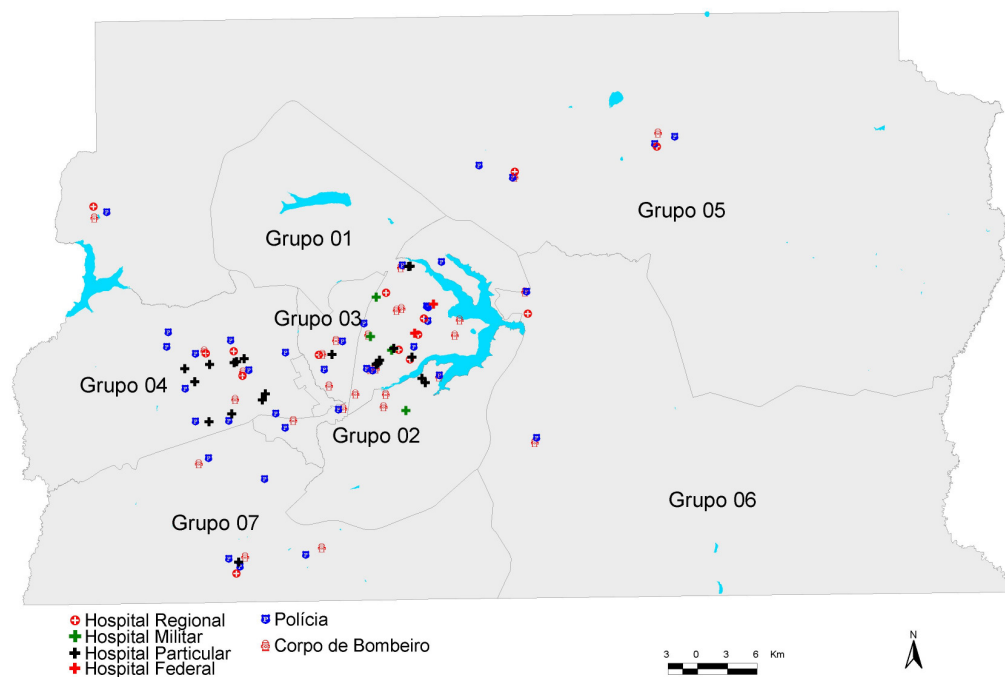 Grupo 05
Grupo 01
Grupo 03
Grupo 04
Grupo 02
Grupo 06
Grupo 07
Hospital Regional
Hospital Militar
Hospital Particular
Hospital Federal
Polícia
Corpo de Bombeiro
3 0 3 6 Km
N